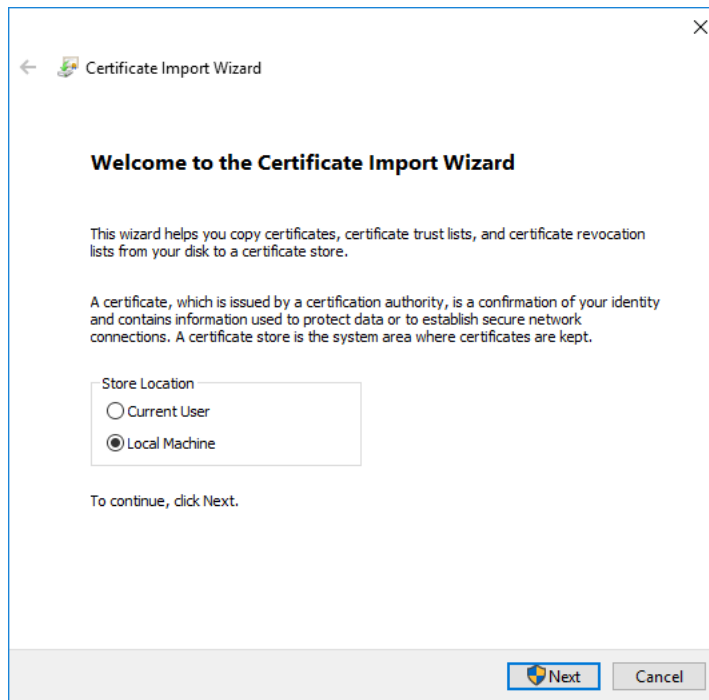 Certificate Import Wizard
Welcome to the Certificate Import Wizard
This wizard helps you copy certificates, certificate trust lists, and certificate revocation
lists from your disk to a certificate store.
A certificate, which is issued by a certification authority, is a confirmation of your identity
and contains information used to protect data or to establish secure network
connections. A certificate store is the system area where certificates are kept.
Store Location
Current User
Local Machine
To continue, click Next.
Next
Cancel